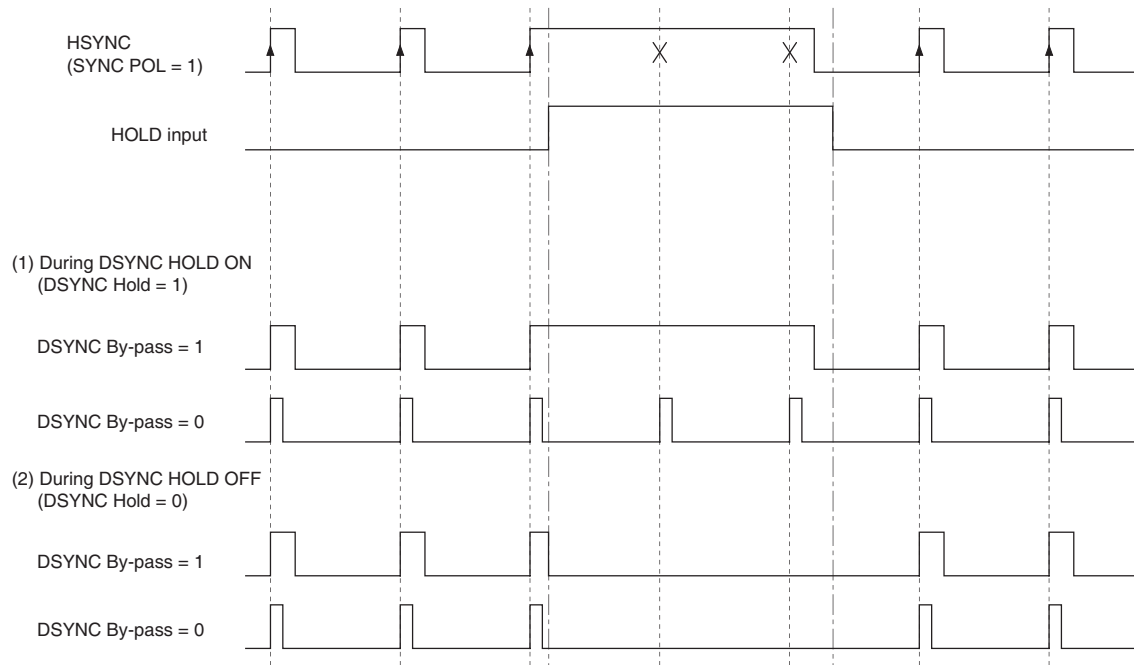 HSYNC
(SYNC POL = 1)
HOLD input
(1) During DSYNC HOLD ON
(DSYNC Hold = 1)
DSYNC By-pass = 1
DSYNC By-pass = 0
(2) During DSYNC HOLD OFF
(DSYNC Hold = 0)
DSYNC By-pass = 1
DSYNC By-pass = 0